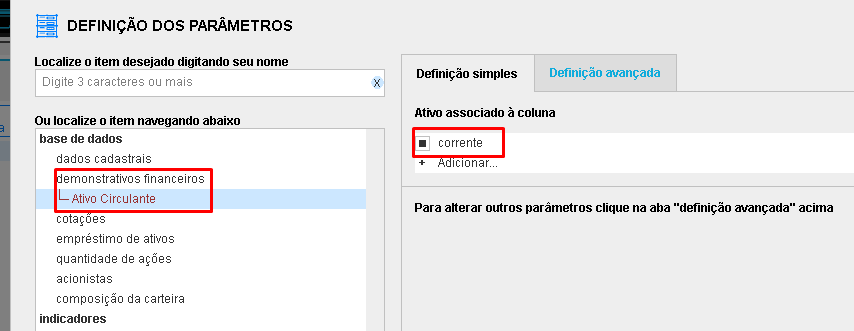 DEFINIÇÃO DOS PARÂMETROS
Localize o item desejado digitando seu nome
Digite 3 caracteres ou mais
X
Ou localize o item navegando abaixo
base de dados
dados cadastrais
demonstrativos financeiros
Ativo Circulante
cotações
empréstimo de ativos
quantidade de ações
acionistas
composição da carteira
indicadores
Definição simples
Definição avançada
Ativo associado à coluna
corrente
+ Adicionar...
Para alterar outros parâmetros clique na aba "definição avançada" acima